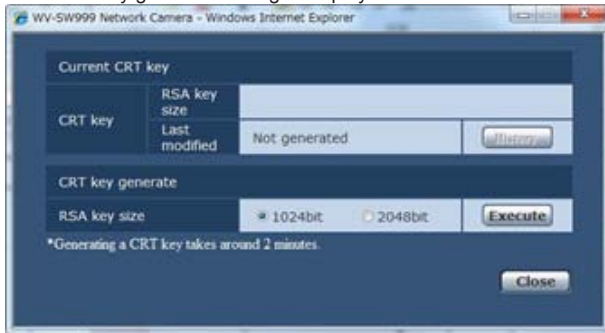 WV-SW999 Network Camera - Windows Internet Explorer
Current CRT key
CRT key
RSA key size
Last modified
Not generated
History
CRT key generate
RSA key size
1024bit
2048bit
Execute
*Generating a CRT key takes around 2 minutes.
Close